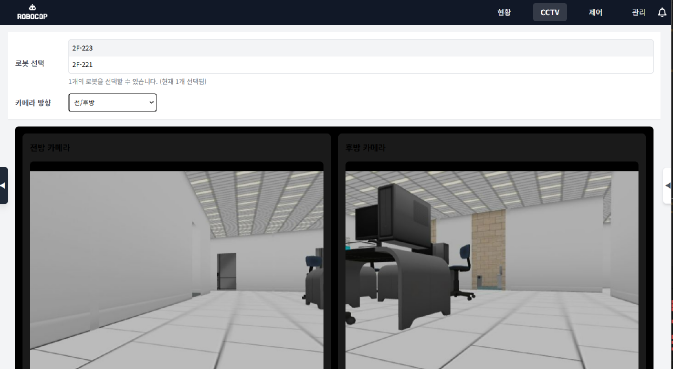 ROBOCOP
현황
CCTV
제어
관리
로봇 선택
2F-223
2F-221
1개의 로봇을 선택할 수 있습니다. (현재 1개 선택됨)
카메라 방향
전/후방
전방 카메라
후방 카메라